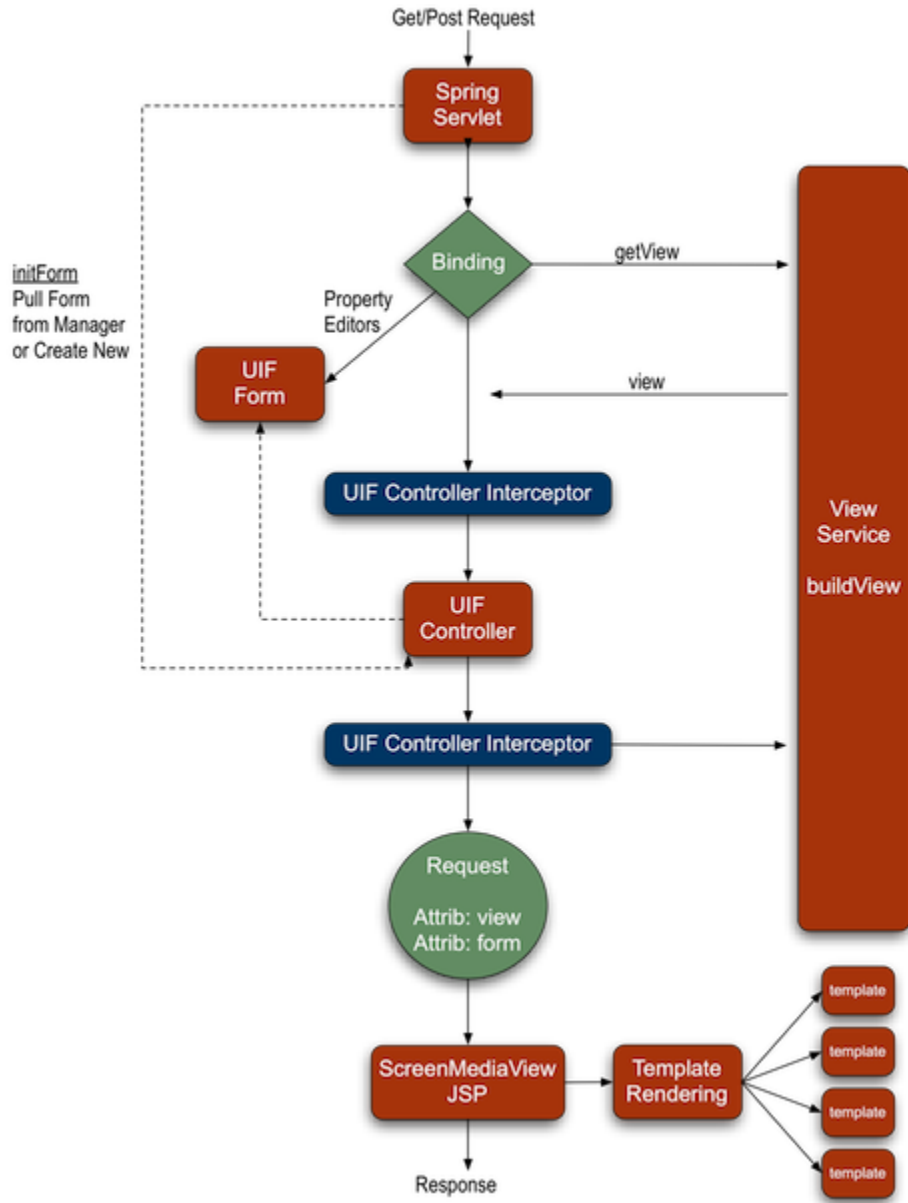 Get/Post Request
Spring
Servlet
Binding
getView
initForm
Pull Form
from Manager
or Create New
Property
Editors
UIF
Form
view
UIF Controller Interceptor
View
Service
buildView
UIF
Controller
UIF Controller Interceptor
Request
Attrib: view
Attrib: form
template
template
template
template
ScreenMediaView
JSP
Template
Rendering
Response